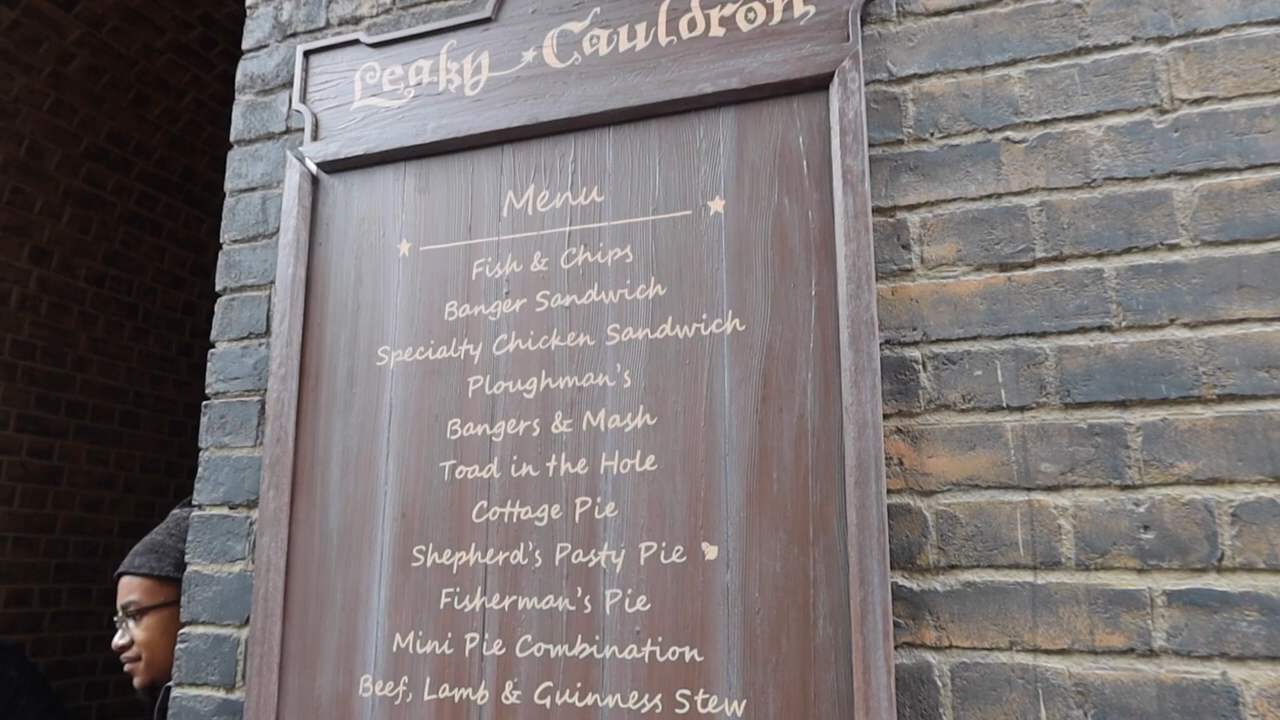 Leaky Cauldron
Menu
Fish & Chips
Banger Sandwich
Specialty Chicken Sandwich
Ploughman's
Bangers & Mash
Toad in the Hole
Cottage Pie
Shepherd's Pasty Pie
Fisherman's Pie
Mini Pie Combination
Beef, Lamb & Guinness Stew